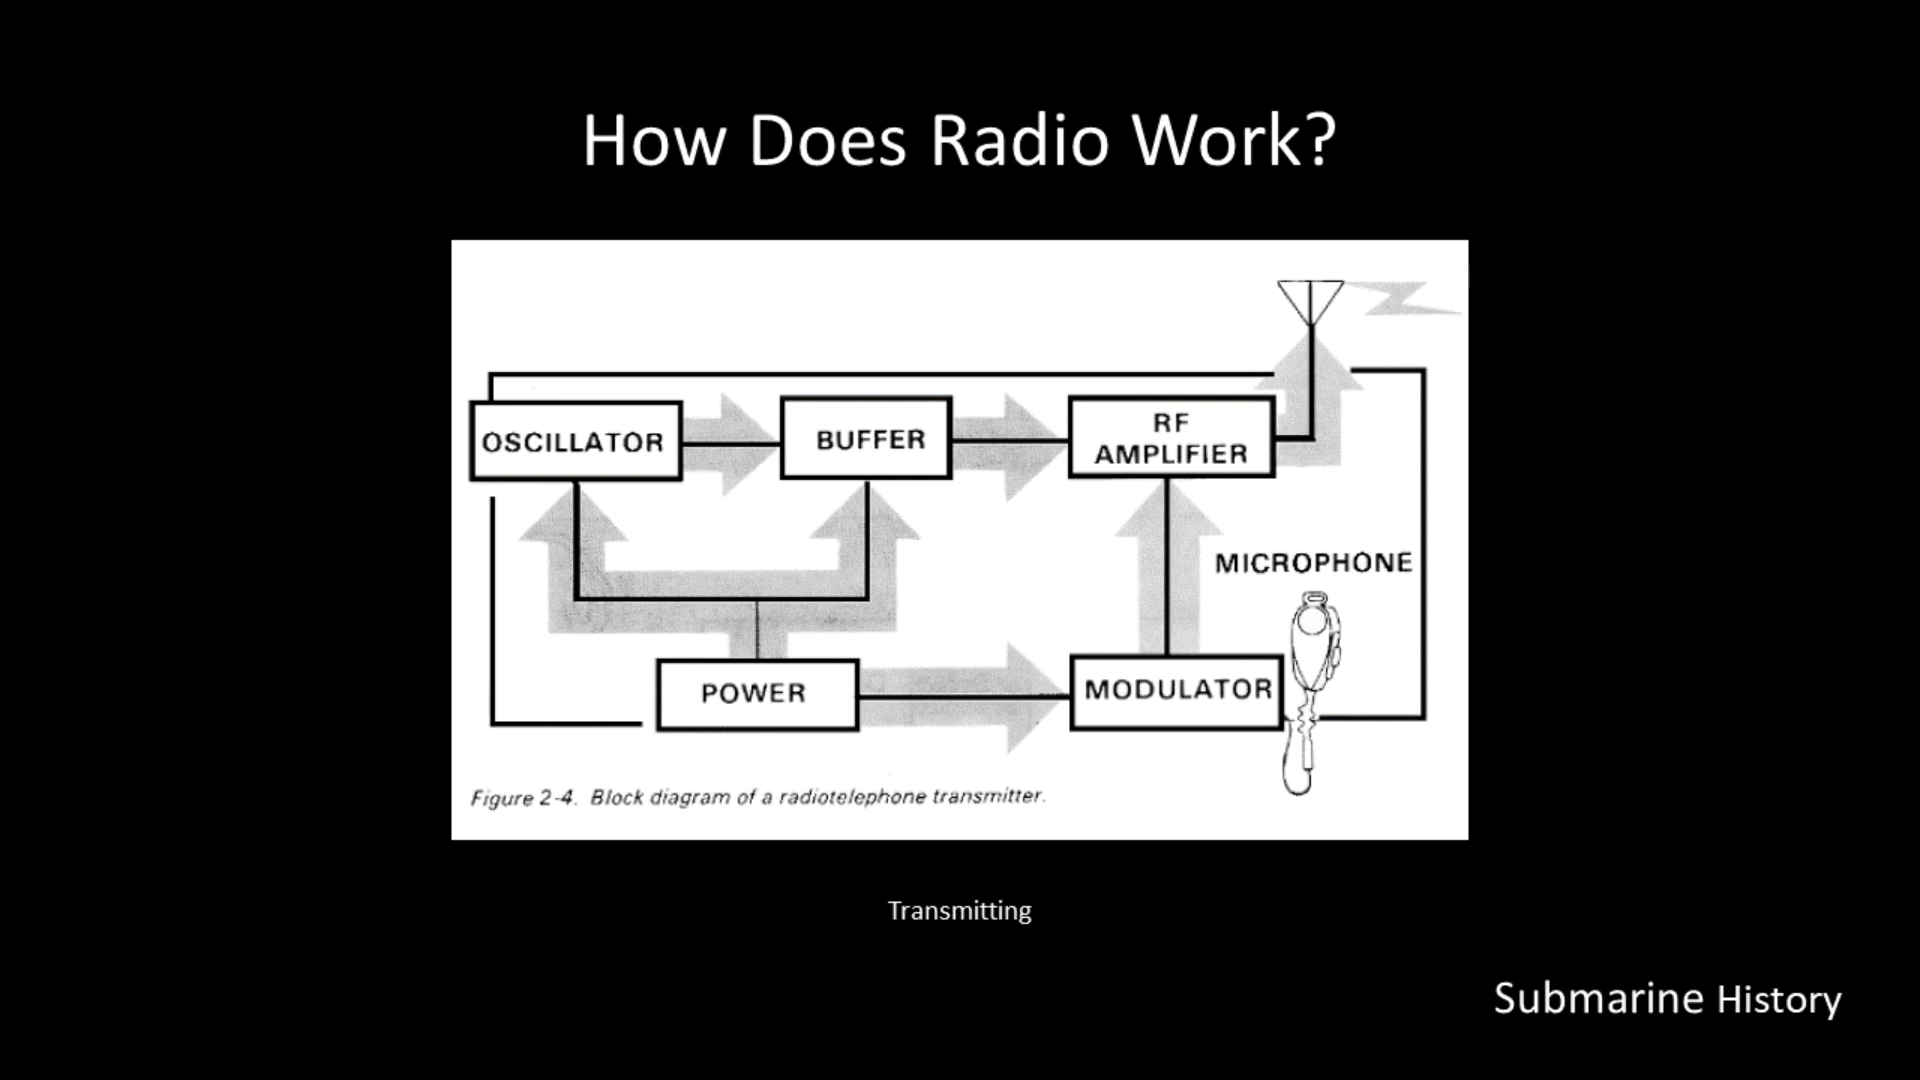 How Does Radio Work?
OSCILLATOR
BUFFER
RF
AMPLIFIER
MICROPHONE
POWER
MODULATOR
Figure 2-4. Block diagram of a radiotelephone transmitter.
Transmitting
Submarine History